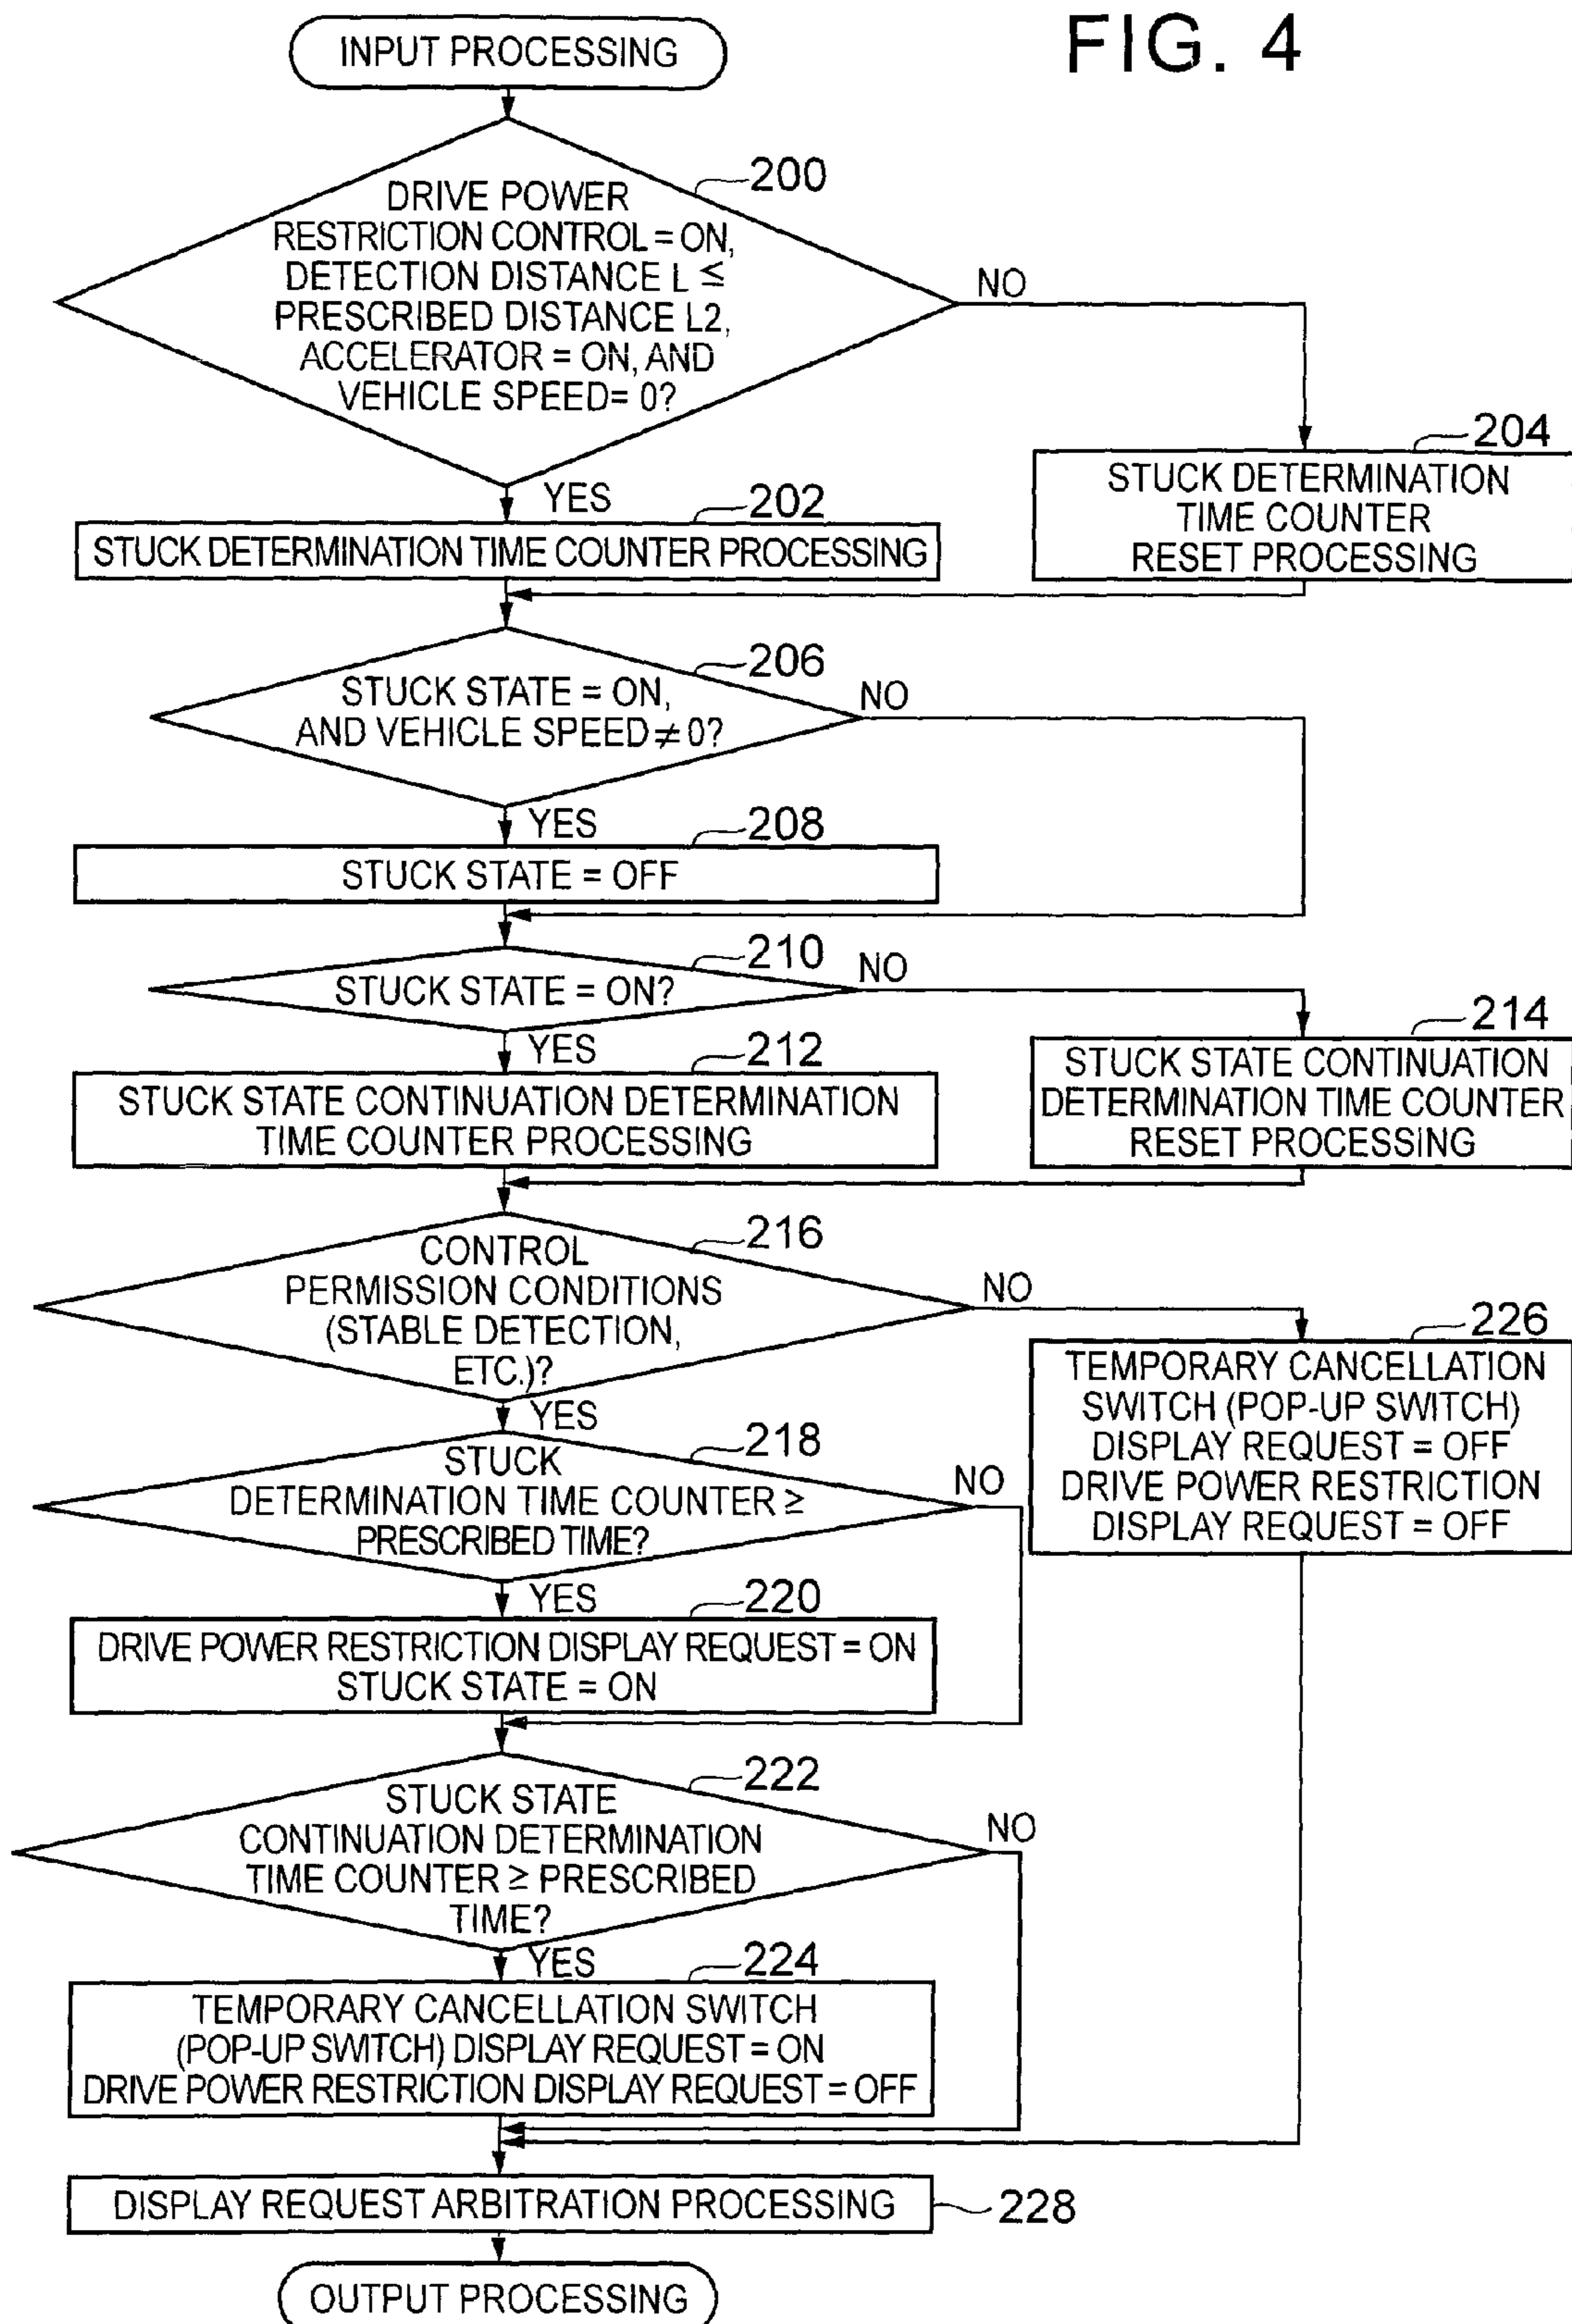 FIG. 4
INPUT PROCESSING
200
DRIVE POWER
RESTRICTION CONTROL = ON,
DETECTION DISTANCE L ≤
PRESCRIBED DISTANCE L2,
ACCELERATOR = ON, AND
VEHICLE SPEED= 0?
NO
YES
202
STUCK DETERMINATION TIME COUNTER PROCESSING
204
STUCK DETERMINATION
TIME COUNTER
RESET PROCESSING
206
STUCK STATE = ON,
AND VEHICLE SPEED ≠ 0?
NO
YES
208
STUCK STATE = OFF
210
STUCK STATE = ON?
NO
YES
212
STUCK STATE CONTINUATION DETERMINATION
TIME COUNTER PROCESSING
214
STUCK STATE CONTINUATION
DETERMINATION TIME COUNTER
RESET PROCESSING
216
CONTROL
PERMISSION CONDITIONS
(STABLE DETECTION,
ETC.)?
NO
YES
218
STUCK
DETERMINATION TIME COUNTER ≥
PRESCRIBED TIME?
NO
YES
220
DRIVE POWER RESTRICTION DISPLAY REQUEST = ON
STUCK STATE = ON
226
TEMPORARY CANCELLATION
SWITCH (POP-UP SWITCH)
DISPLAY REQUEST = OFF
DRIVE POWER RESTRICTION
DISPLAY REQUEST = OFF
222
STUCK STATE
CONTINUATION DETERMINATION
TIME COUNTER ≥ PRESCRIBED
TIME?
NO
YES
224
TEMPORARY CANCELLATION SWITCH
(POP-UP SWITCH) DISPLAY REQUEST = ON
DRIVE POWER RESTRICTION DISPLAY REQUEST = OFF
DISPLAY REQUEST ARBITRATION PROCESSING
228
OUTPUT PROCESSING